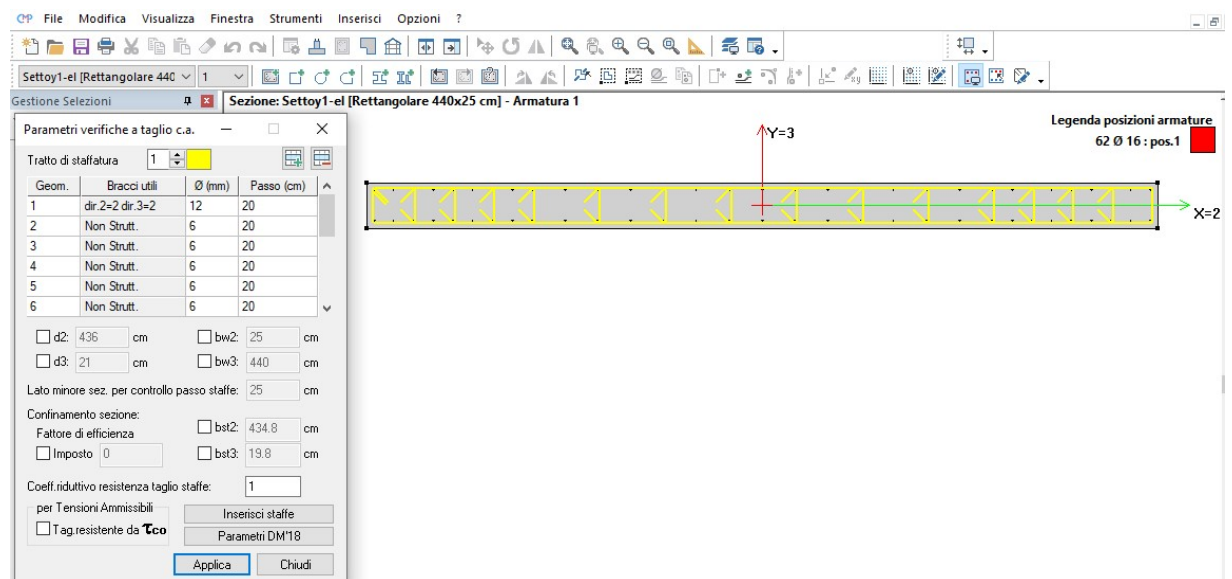 CMP File Modifica Visualizza Finestra Strumenti Inserisci Opzioni ?
Settoy1-el [Rettangolare 440 1
Gestione Selezioni
Sezione: Settoy1-el [Rettangolare 440x25 cm] - Armatura 1
Parametri verifiche a taglio c.a.
Tratto di staffatura 1
Geom. Bracci utili Ø (mm) Passo (cm)
1 dir.2=2 dir.3=2 12 20
2 Non Strutt. 6 20
3 Non Strutt. 6 20
4 Non Strutt. 6 20
5 Non Strutt. 6 20
6 Non Strutt. 6 20
d2: 436 cm bw2: 25 cm
d3: 21 cm bw3: 440 cm
Lato minore sez. per controllo passo staffe: 25 cm
Confinamento sezione:
Fattore di efficienza bst2: 434.8 cm
Imposto 0 bst3: 19.8 cm
Coeff.riduttivo resistenza taglio staffe: 1
per Tensioni Ammissibili
Tag.resistente da τco
Inserisci staffe
Parametri DM'18
Applica Chiudi
Legenda posizioni armature
62 Ø 16 : pos.1
Y=3
X=2